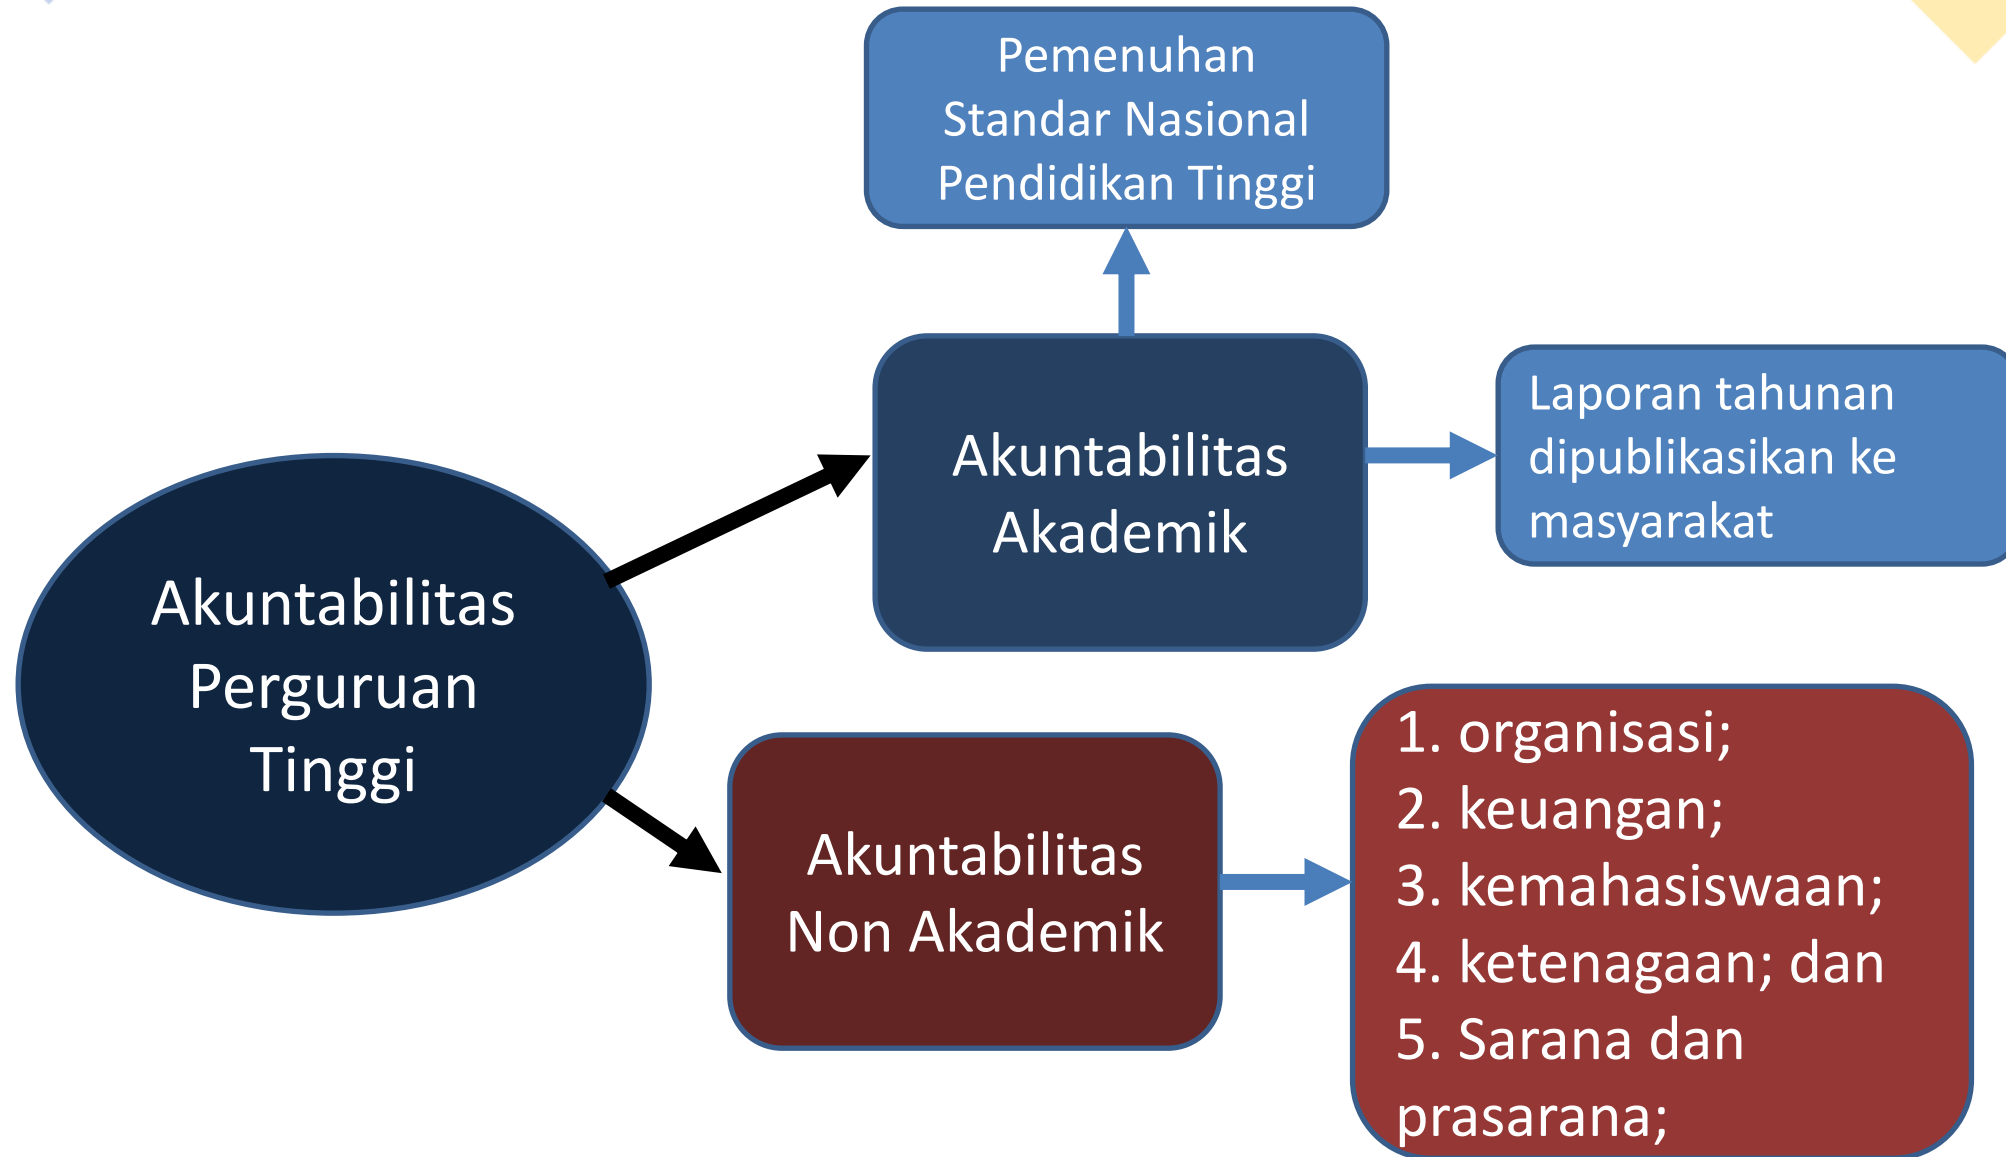 Pemenuhan
Standar Nasional
Pendidikan Tinggi
Akuntabilitas
Akademik
Laporan tahunan
dipublikasikan ke
masyarakat
Akuntabilitas
Perguruan
Tinggi
Akuntabilitas
Non Akademik
1. organisasi;
2. keuangan;
3. kemahasiswaan;
4. ketenagaan; dan
5. Sarana dan
prasarana;